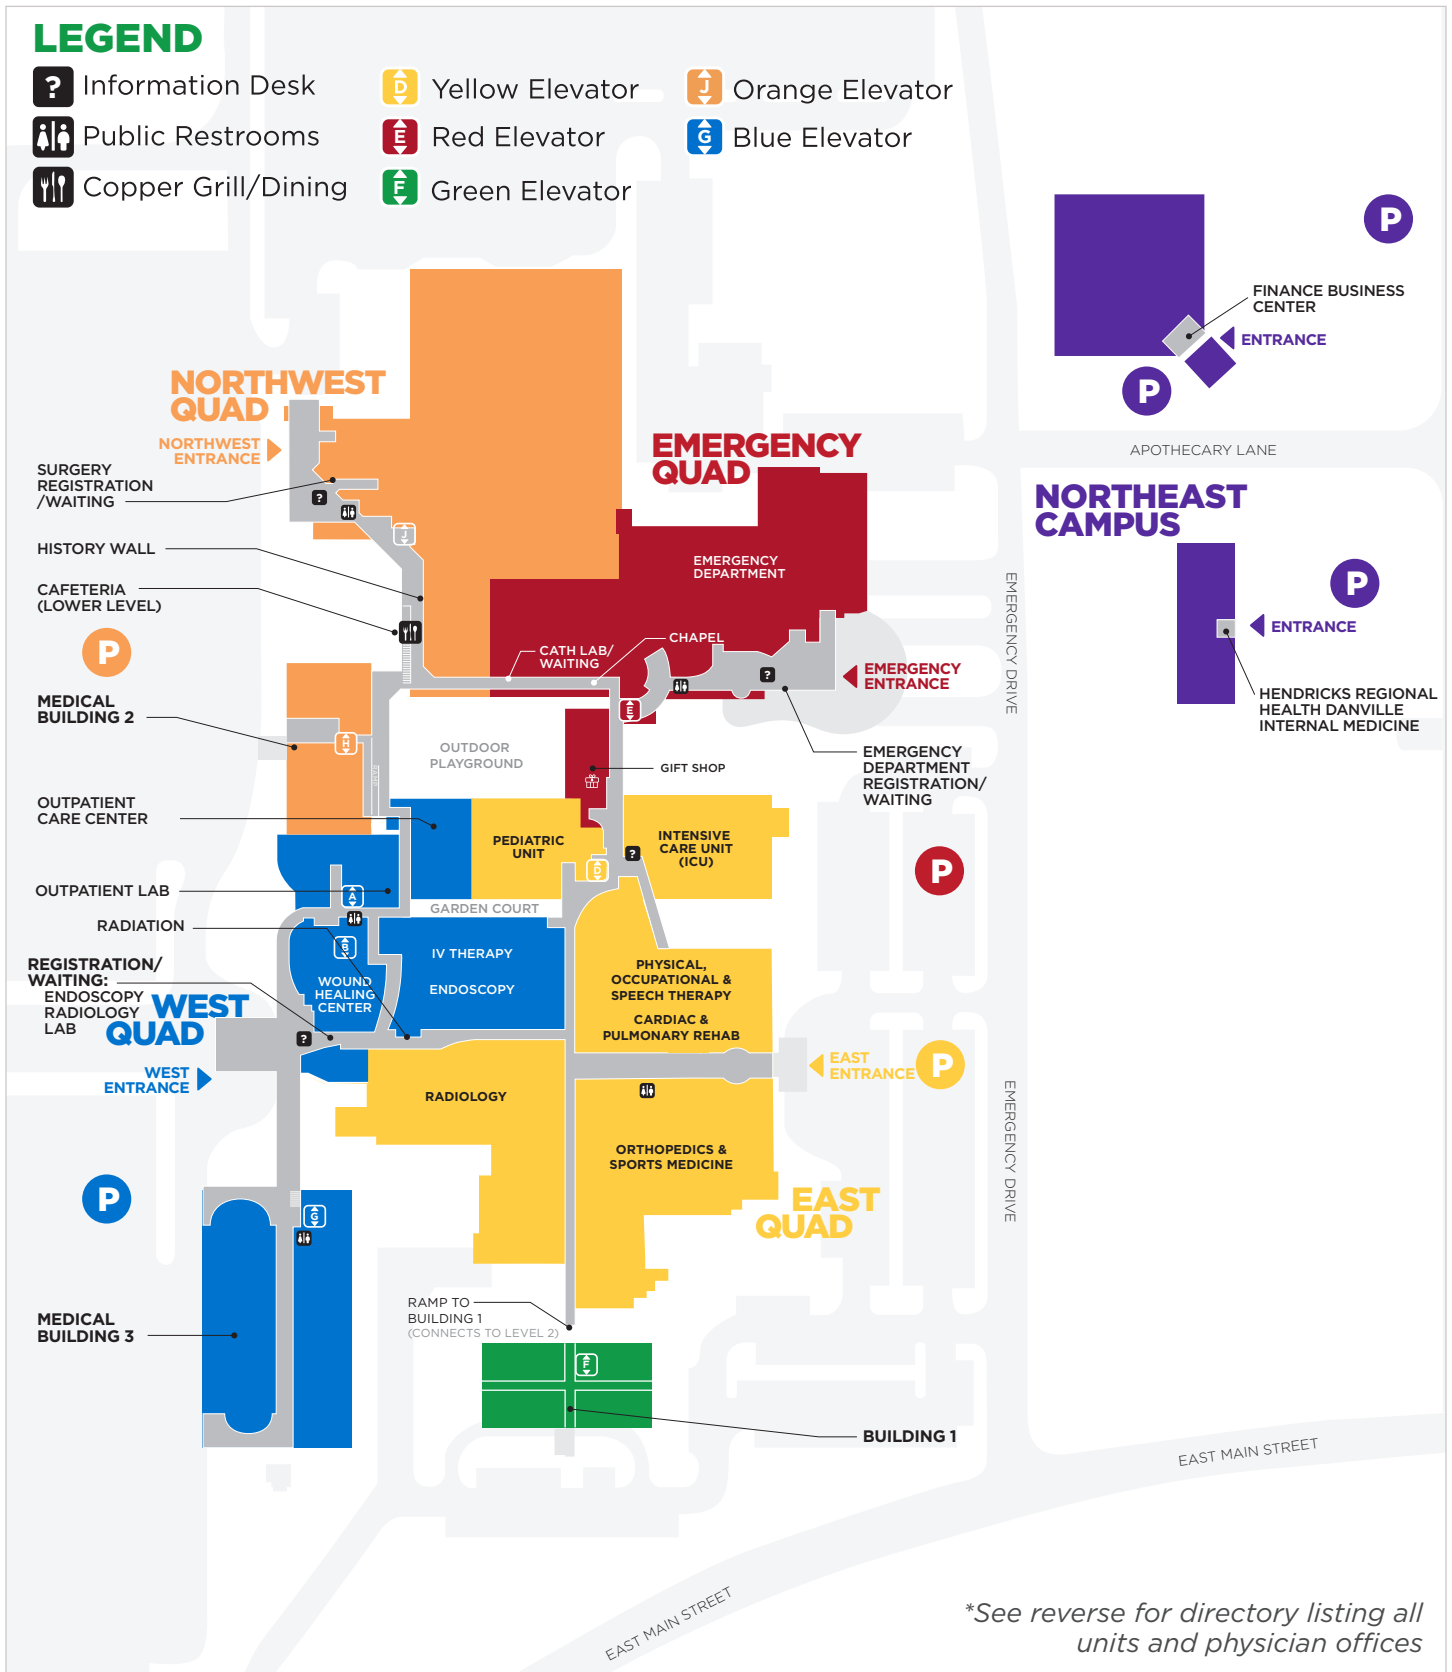 LEGEND
? Information Desk
Public Restrooms
Copper Grill/Dining
D Yellow Elevator
E Red Elevator
F Green Elevator
J Orange Elevator
G Blue Elevator
P
FINANCE BUSINESS
CENTER
ENTRANCE
P
APOTHECARY LANE
NORTHEAST
CAMPUS
P
ENTRANCE
HENDRICKS REGIONAL
HEALTH DANVILLE
INTERNAL MEDICINE
NORTHWEST
QUAD
NORTHWEST
ENTRANCE
SURGERY
REGISTRATION
/WAITING
?
J
HISTORY WALL
CAFETERIA
(LOWER LEVEL)
P
EMERGENCY
QUAD
EMERGENCY
DEPARTMENT
CHAPEL
CATH LAB/
WAITING
?
E
EMERGENCY
ENTRANCE
EMERGENCY DRIVE
MEDICAL
BUILDING 2
H
OUTDOOR
PLAYGROUND
GIFT SHOP
EMERGENCY
DEPARTMENT
REGISTRATION/
WAITING
OUTPATIENT
CARE CENTER
PEDIATRIC
UNIT
INTENSIVE
CARE UNIT
(ICU)
?
D
P
OUTPATIENT LAB
A
GARDEN COURT
RADIATION
B
IV THERAPY
ENDOSCOPY
WOUND
HEALING
CENTER
REGISTRATION/
WAITING:
ENDOSCOPY
RADIOLOGY
LAB
WEST
QUAD
?
WEST
ENTRANCE
PHYSICAL,
OCCUPATIONAL &
SPEECH THERAPY
CARDIAC &
PULMONARY REHAB
EAST
ENTRANCE
P
RADIOLOGY
ORTHOPEDICS &
SPORTS MEDICINE
EMERGENCY DRIVE
P
G
EAST
QUAD
MEDICAL
BUILDING 3
RAMP TO
BUILDING 1
(CONNECTS TO LEVEL 2)
F
BUILDING 1
EAST MAIN STREET
EAST MAIN STREET
*See reverse for directory listing all
units and physician offices